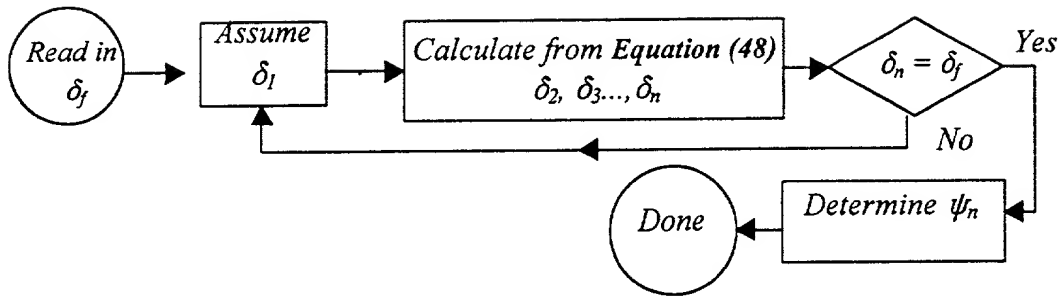 Read in
δf
Assume
δ1
Calculate from Equation (48)
δ2, δ3..., δn
δn = δf
Yes
No
Determine ψn
Done